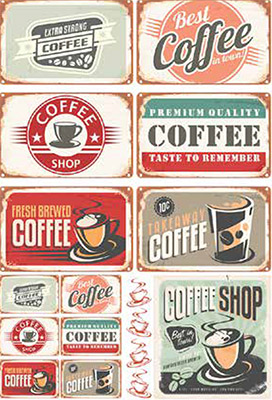 EXTRA STRONG
COFFEE
Best
Coffee
in town!
COFFEE
SHOP
PREMIUM QUALITY
COFFEE
TASTE TO REMEMBER
FRESH BREWED
COFFEE
10¢
TAKEAWAY
COFFEE
EXTRA STRONG
COFFEE
Best
Coffee
COFFEE
SHOP
PREMIUM QUALITY
COFFEE
TASTE TO REMEMBER
FRESH BREWED
COFFEE
COFFEE
COFFEE SHOP
Best in
Town!